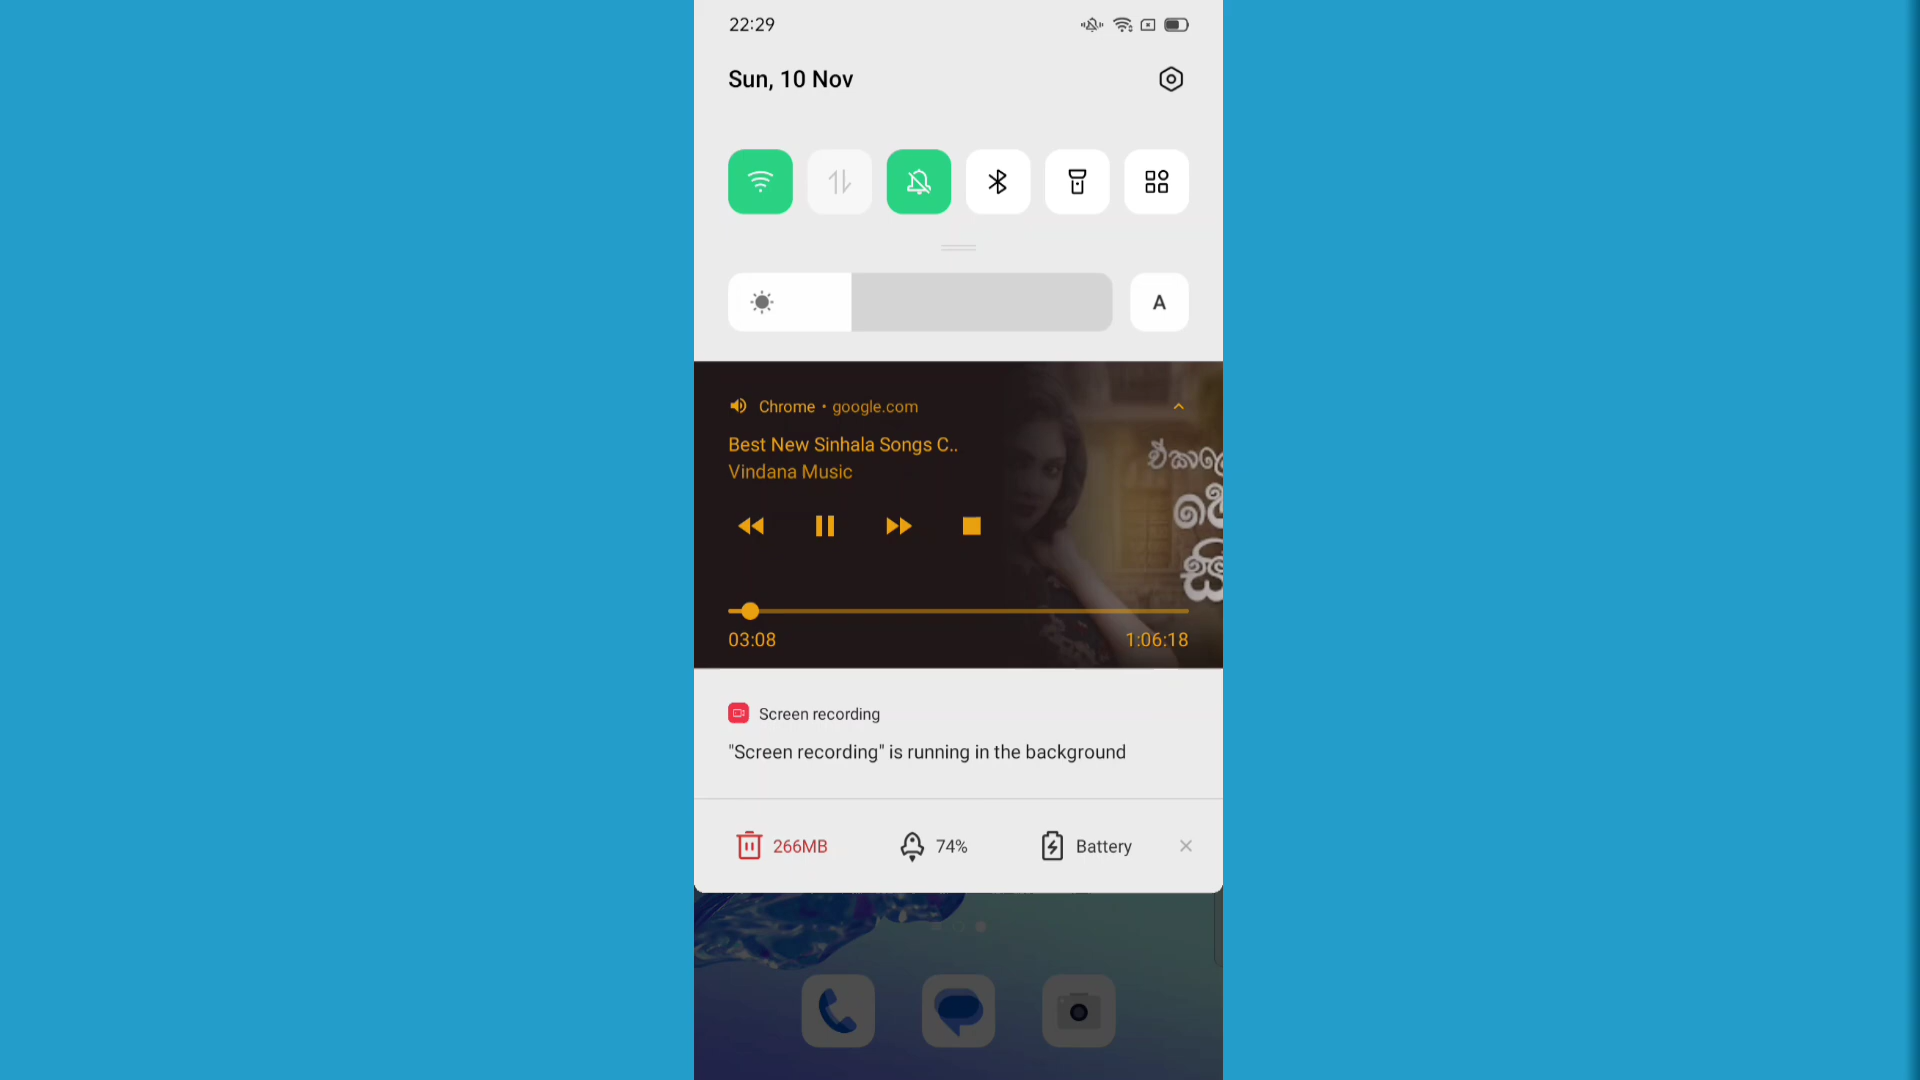 22:29
Sun, 10 Nov
A
Chrome • google.com
Best New Sinhala Songs C..
Vindana Music
03:08
1:06:18
Screen recording
"Screen recording" is running in the background
266MB
74%
Battery